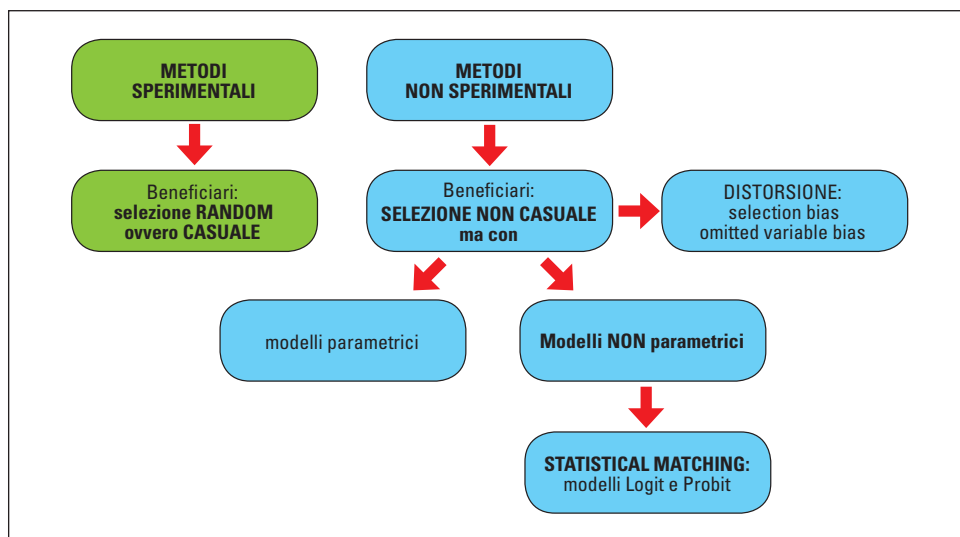 METODI
SPERIMENTALI
METODI
NON SPERIMENTALI
Beneficiari:
selezione RANDOM
ovvero CASUALE
Beneficiari:
SELEZIONE NON CASUALE
ma con
DISTORSIONE:
selection bias
omitted variable bias
modelli parametrici
Modelli NON parametrici
STATISTICAL MATCHING:
modelli Logit e Probit